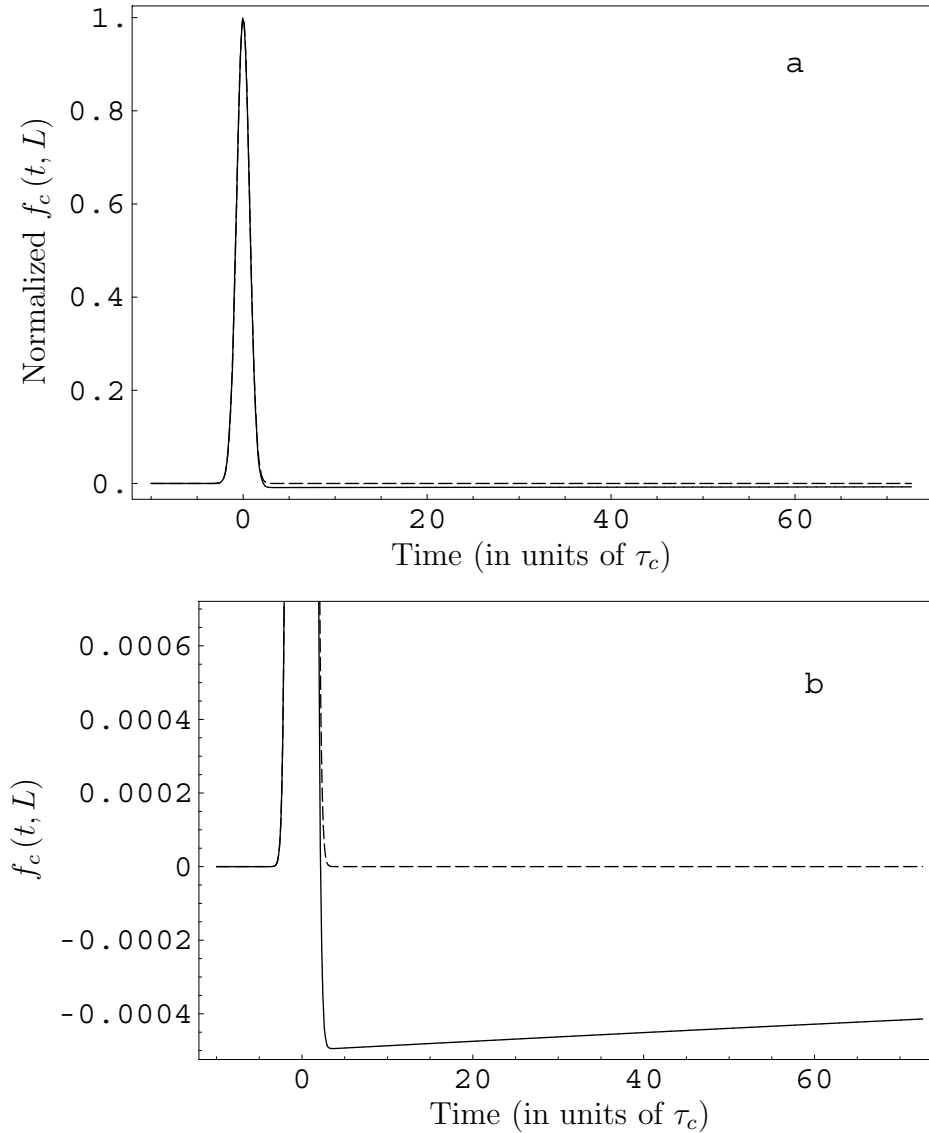 1.
a
0.8
0.6
0.4
0.2
0.
Normalized f_c (t, L)
0 20 40 60
Time (in units of τ_c)
0.0006
b
0.0004
0.0002
0
-0.0002
-0.0004
f_c (t, L)
0 20 40 60
Time (in units of τ_c)